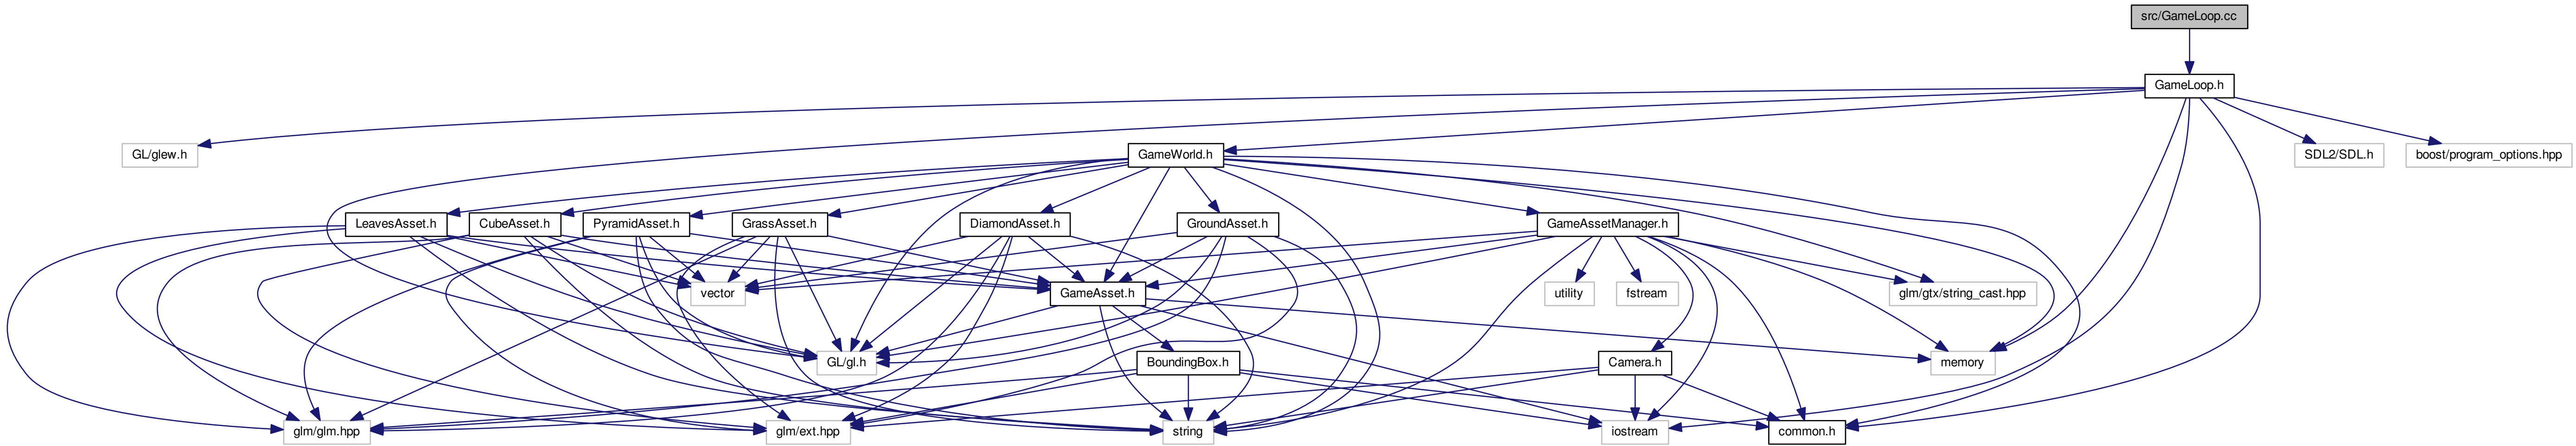 src/GameLoop.cc
GameLoop.h
GL/glew.h
GameWorld.h
SDL2/SDL.h
boost/program_options.hpp
LeavesAsset.h
CubeAsset.h
PyramidAsset.h
GrassAsset.h
DiamondAsset.h
GroundAsset.h
GameAssetManager.h
vector
GameAsset.h
utility
fstream
glm/gtx/string_cast.hpp
GL/gl.h
BoundingBox.h
Camera.h
memory
glm/glm.hpp
glm/ext.hpp
string
iostream
common.h